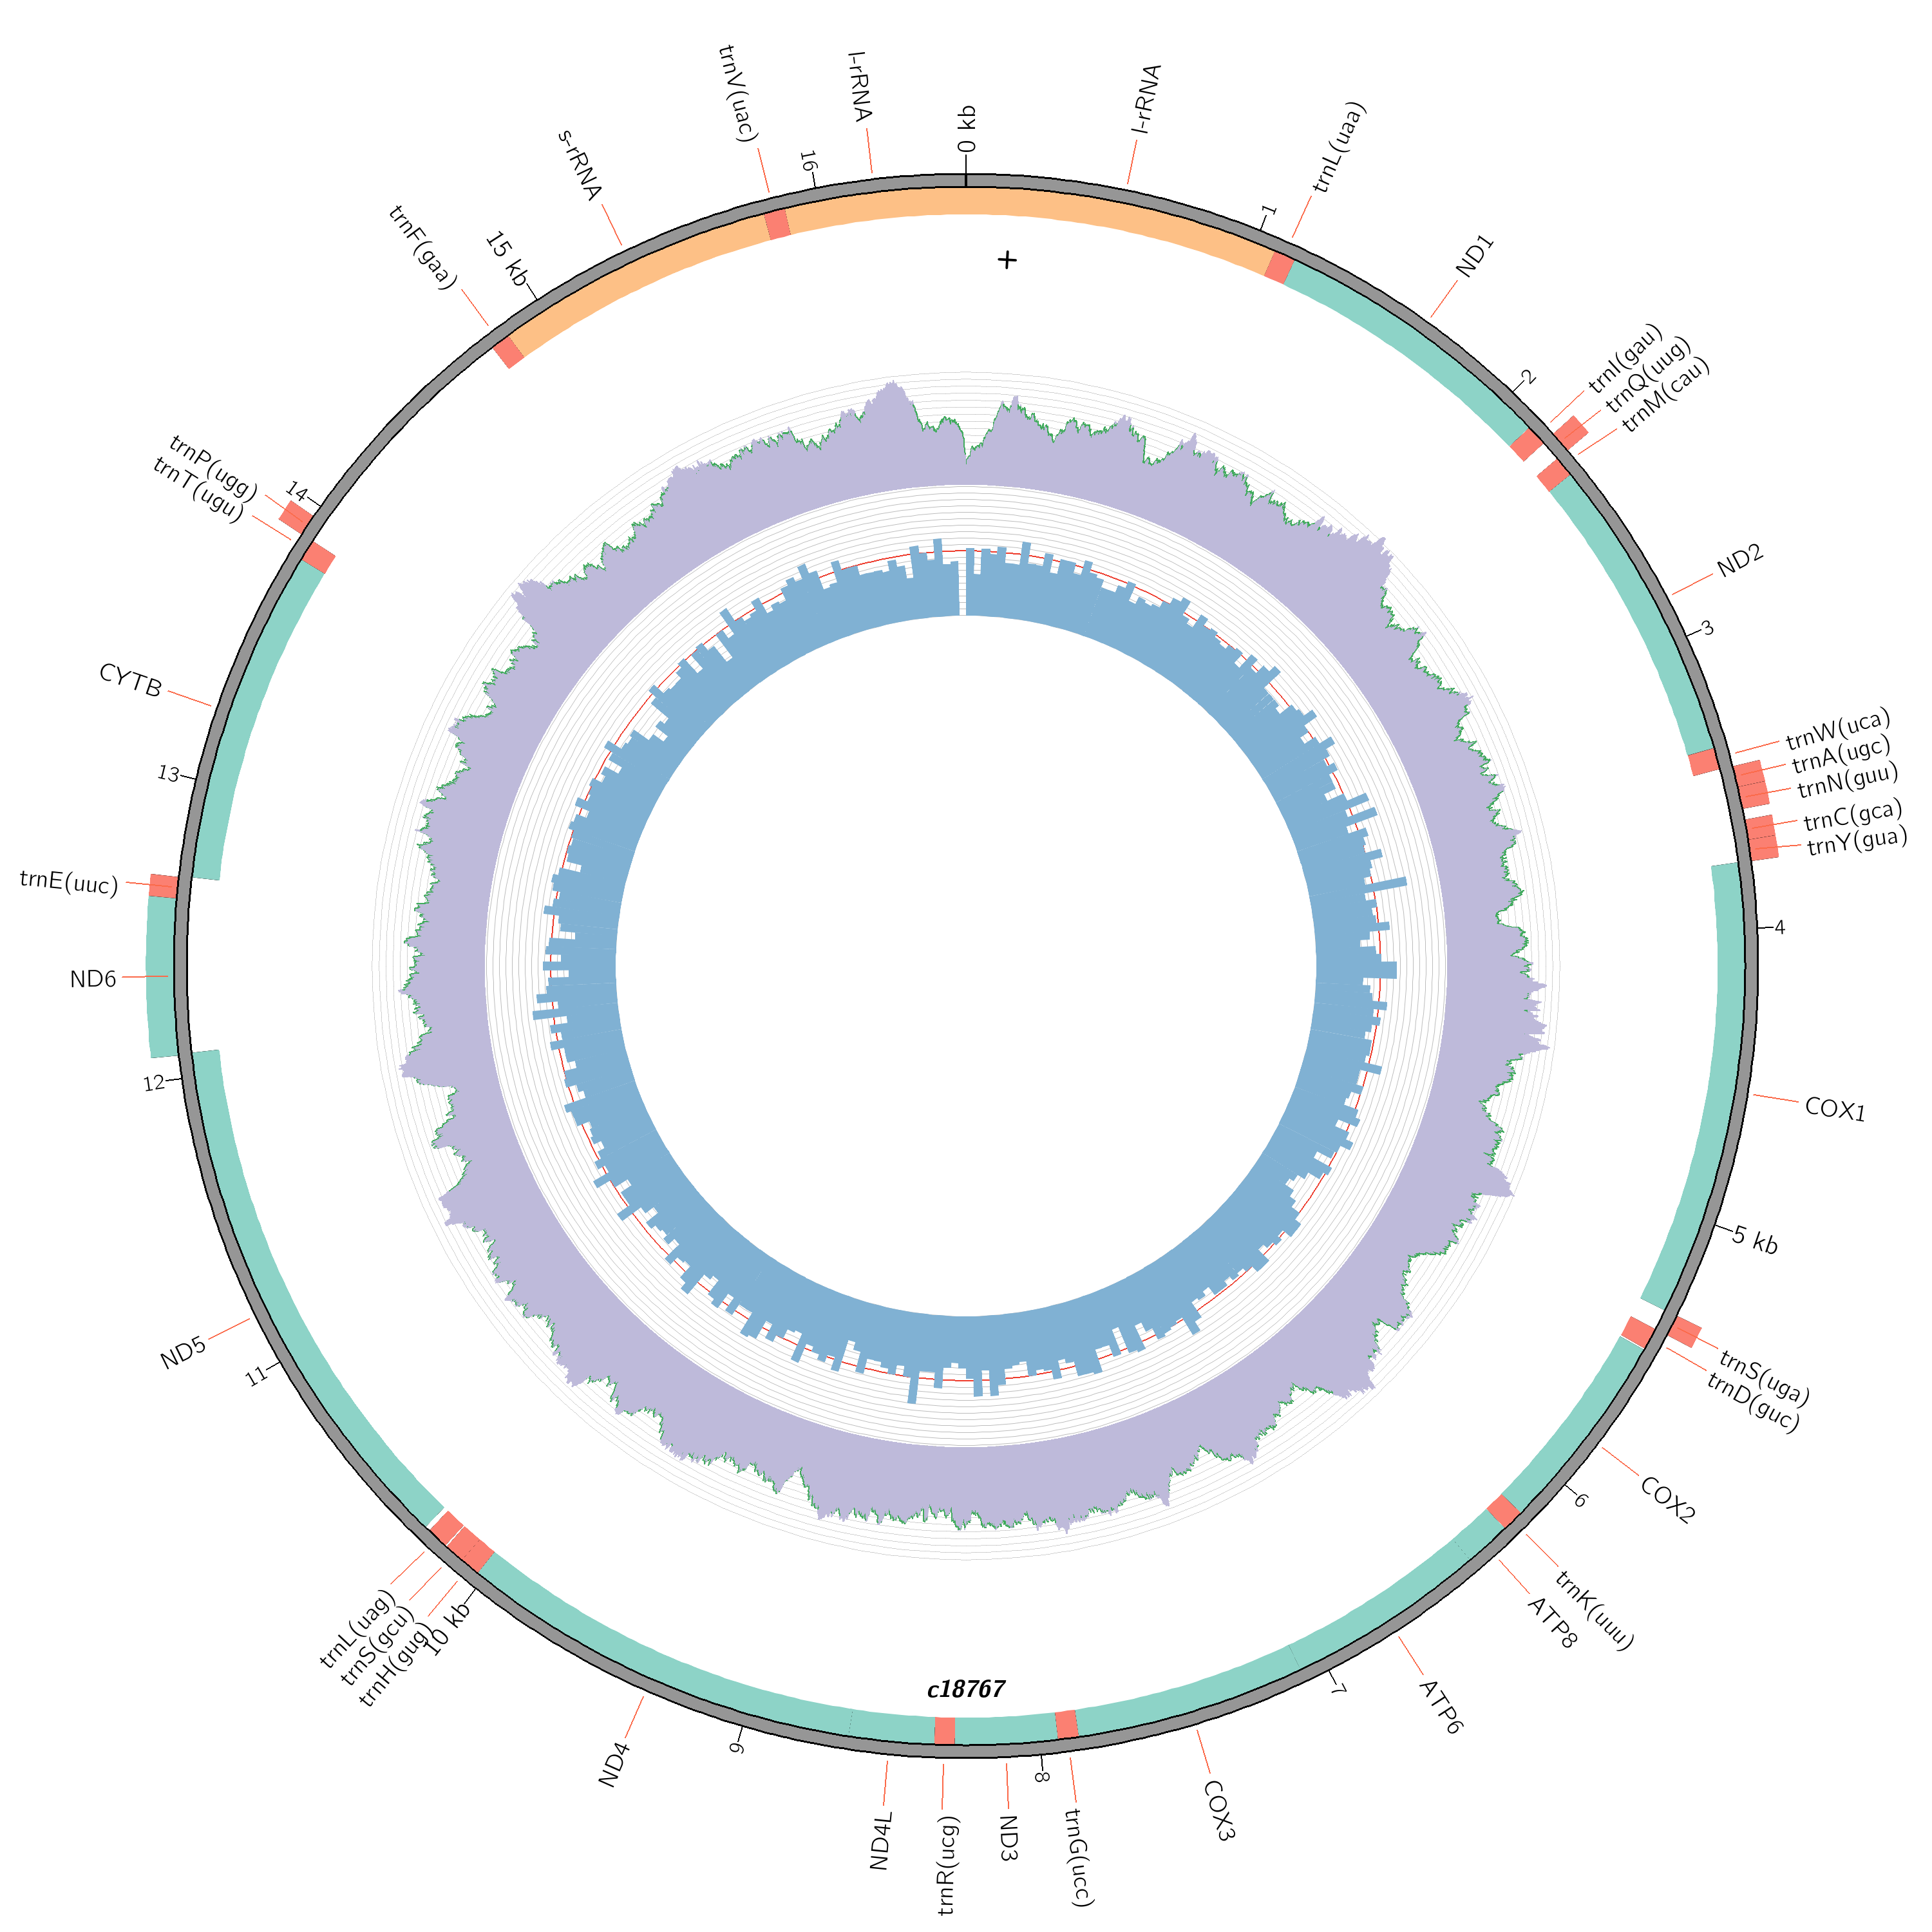 0 kb
l-rRNA
1
trnL(uaa)
ND1
2
trnI(gau)
trnQ(uug)
trnM(cau)
ND2
3
trnW(uca)
trnA(ugc)
trnN(guu)
trnC(gca)
trnY(gua)
4
COX1
5 kb
trnS(uga)
trnD(guc)
COX2
6
trnK(uuu)
ATP8
ATP6
7
COX3
trnG(ucc)
8
ND3
trnR(ucg)
ND4L
9
ND4
10 kb
trnH(gug)
trnS(gcu)
trnL(uag)
11
ND5
12
ND6
trnE(uuc)
13
CYTB
trnT(ugu)
trnP(ugg)
14
trnF(gaa)
15 kb
s-rRNA
trnV(uac)
16
l-rRNA
+
c18767